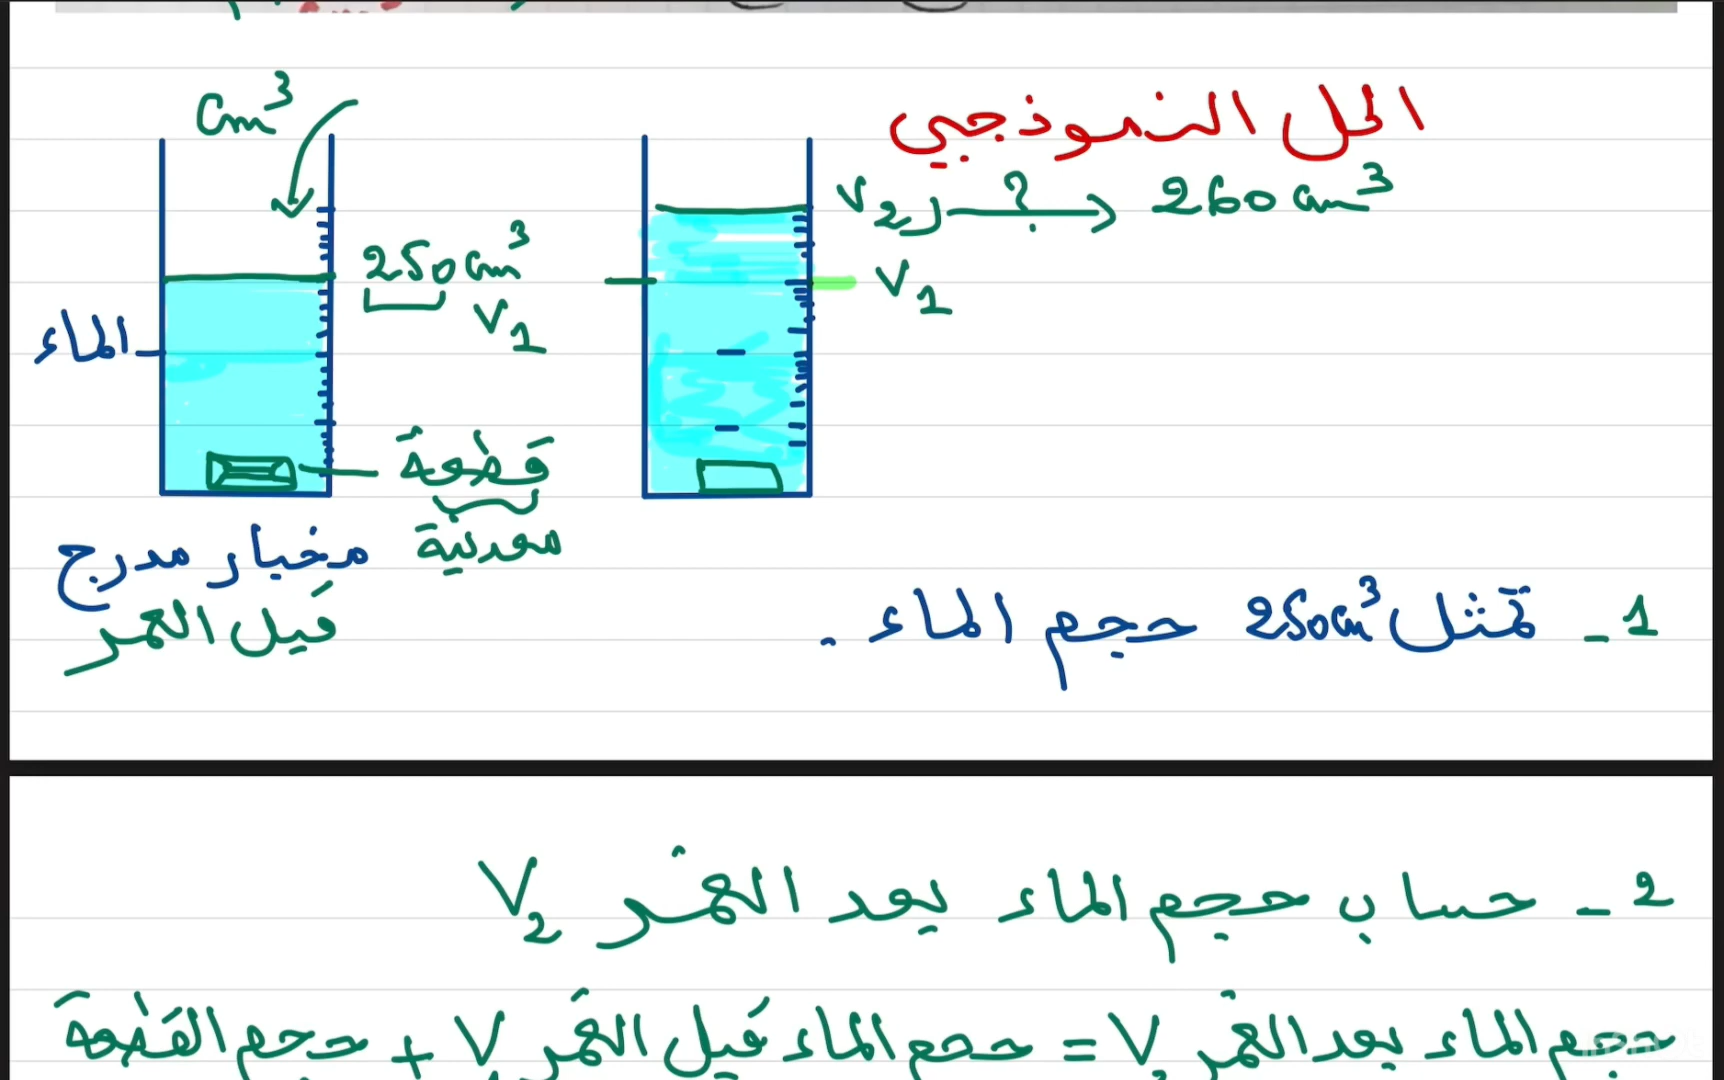 الحل النموذجي
cm³
V₂ ? 260 cm³
250 cm³
V₁
V₁
الماء
قطعة
معدنية
مخبار مدرج
قبل الغمر
1 - تمثل 250cm³ حجم الماء .
2 - حساب حجم الماء بعد الغمر V₂
حجم الماء بعد الغمر V₂ = حجم الماء قبل الغمر V₁ + حجم القطعة